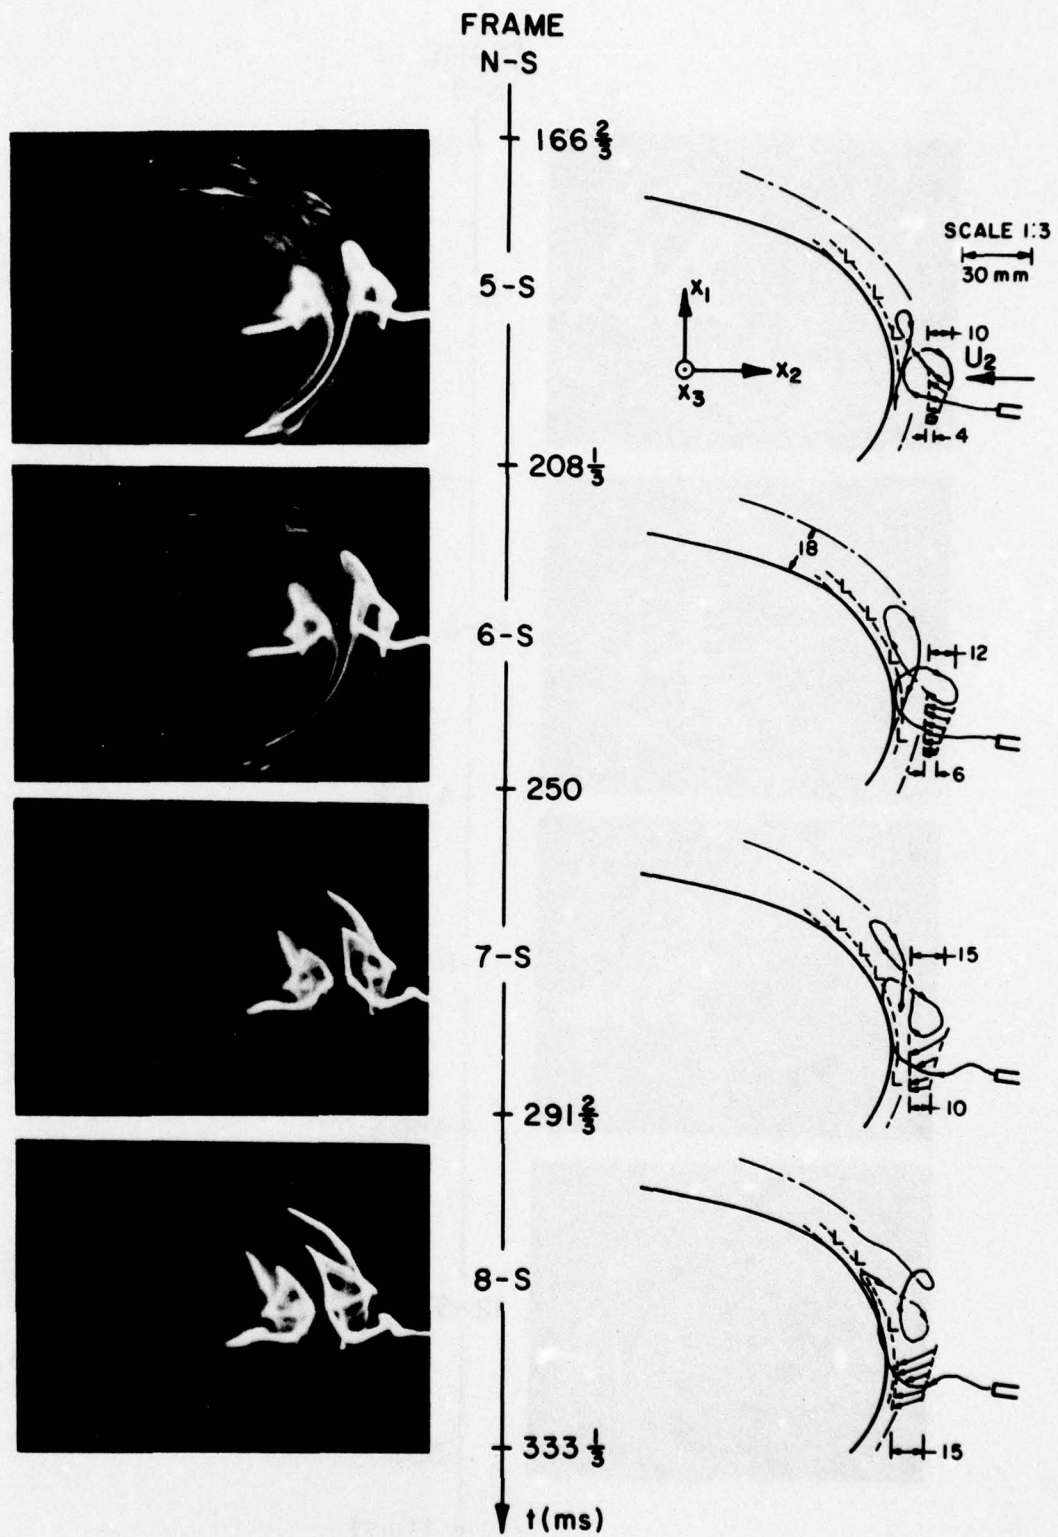 FRAME
N-S
166 2/3
SCALE 1:3
30 mm
5-S
X₁
X₂
X₃
10
U₂
4
208 1/3
18
6-S
12
6
250
7-S
15
10
291 2/3
8-S
15
333 1/3
t(ms)